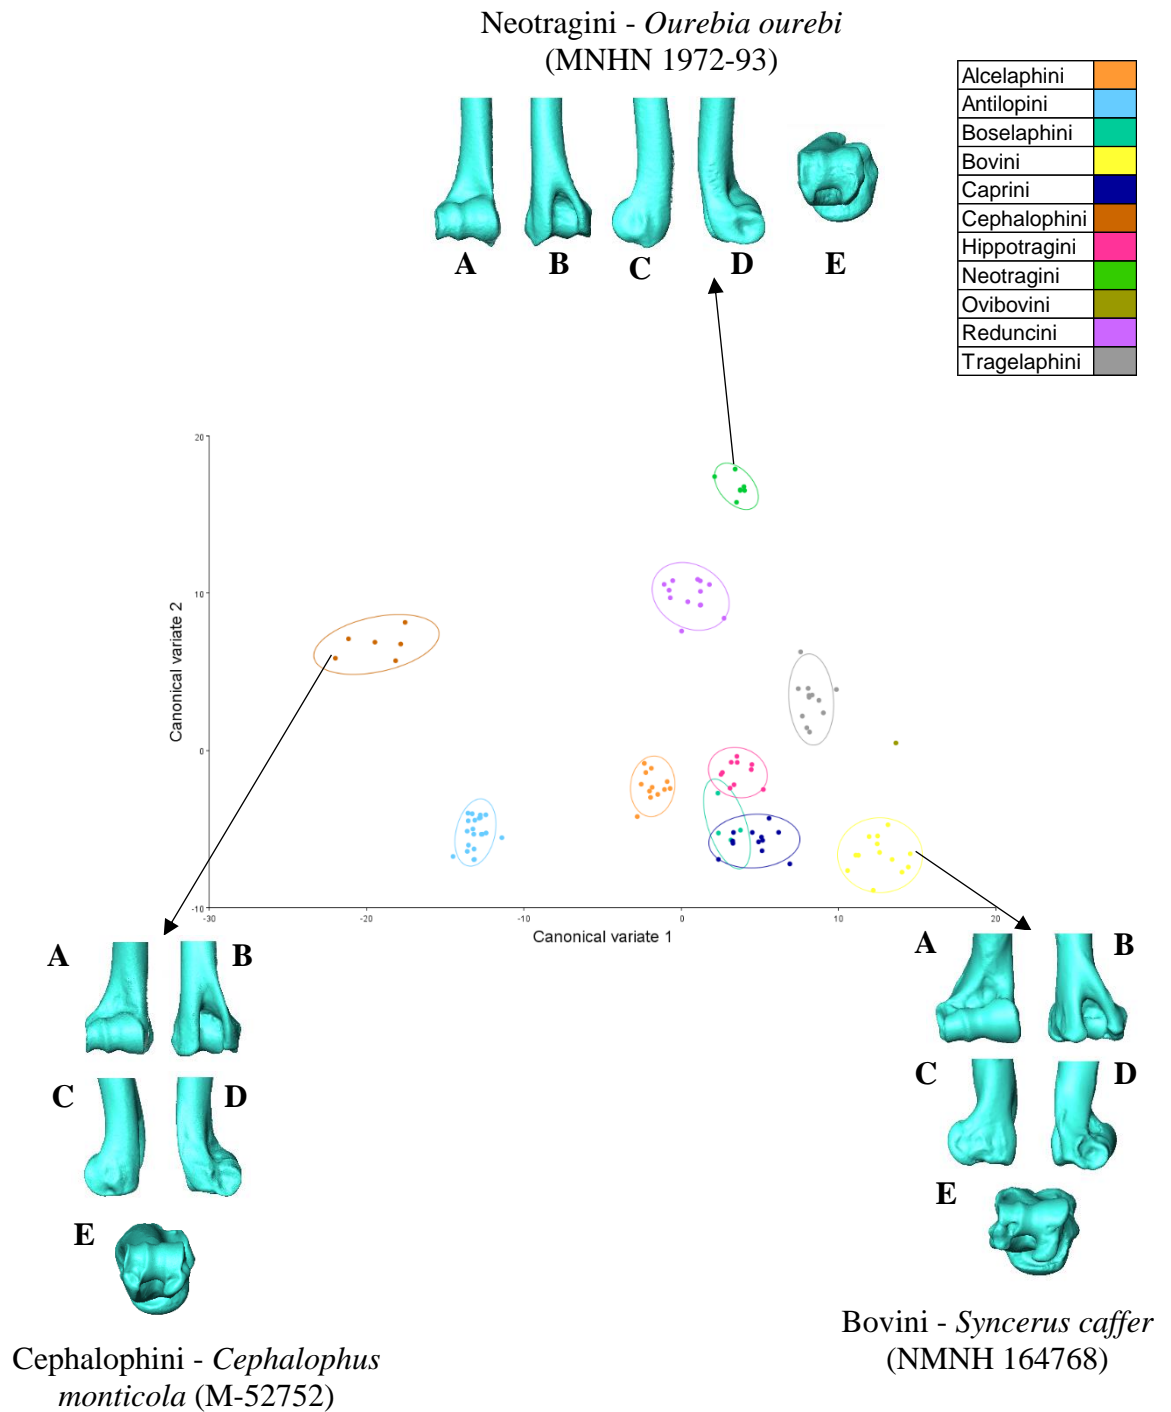 Neotragini - Ourebia ourebi
(MNHN 1972-93)
Alcelaphini
Antilopini
Boselaphini
Bovini
Caprini
Cephalophini
Hippotragini
Neotragini
Ovibovini
Reduncini
Tragelaphini
A B C D E
20
10
0
-10
Canonical variate 2
-30 -20 -10 0 10 20
Canonical variate 1
A B
C D
E
Cephalophini - Cephalophus
monticola (M-52752)
A B
C D
E
Bovini - Syncerus caffer
(NMNH 164768)